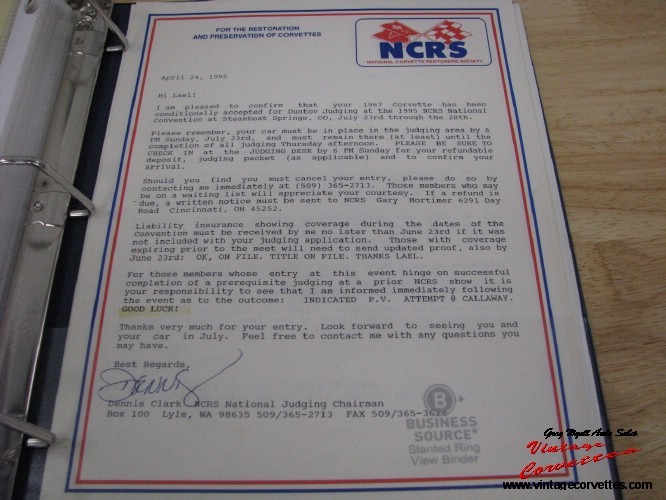 FOR THE RESTORATION
AND PRESERVATION OF CORVETTES
NCRS
NATIONAL CORVETTE RESTORERS SOCIETY
April 24, 1995
Hi Lael!
I am pleased to confirm that your 1967 Corvette has been
conditionally accepted for Duntov Judging at the 1995 NCRS National
Convention at Steamboat Springs, CO, July 23rd through the 28th.
Please remember, your car must be in place in the judging area by 6
PM Sunday, July 23rd, and must remain there (at least) until the
completion of all judging Thursday afternoon. PLEASE BE SURE TO
CHECK IN at the JUDGING DESK by 6 PM Sunday for your refundable
deposit, judging packet (as applicable) and to confirm your
arrival.
Should you find you must cancel your entry, please do so by
contacting me immediately at (509) 365-2713. Those Members who may
be on a waiting list will appreciate your courtesy. If a refund is
due, a written notice must be sent to NCRS Gary Mortimer 6291 Day
Road Cincinnati, OH 45252.
Liability insurance showing coverage during the dates of the
Convention must be received by me no later than June 23rd if it was
not included with your judging application. Those with coverage
expiring prior to the meet will need to send updated proof, also by
June 23rd: OK, ON FILE. TITLE ON FILE. THANKS LAEL.
For those members whose entry at this event hinge on successful
completion of a prerequisite judging at a prior NCRS show it is
your responsibility to see that I am informed immediately following
the event as to the outcome: INDICATED P.V. ATTEMPT @ CALLAWAY.
GOOD LUCK!
Thanks very much for your entry. Look forward to seeing you and
your car in July. Feel free to contact me with any questions you
may have.
Best Regards,
DENNIS
Dennis Clark NCRS National Judging Chairman
Box 100 Lyle, WA 98635 509/365-2713 FAX 509/365-
B
BUSINESS
SOURCE®
Slanted Ring
View Binder
Greg Wyatt Auto Sales
Vintage
Corvettes
www.vintagecorvettes.com